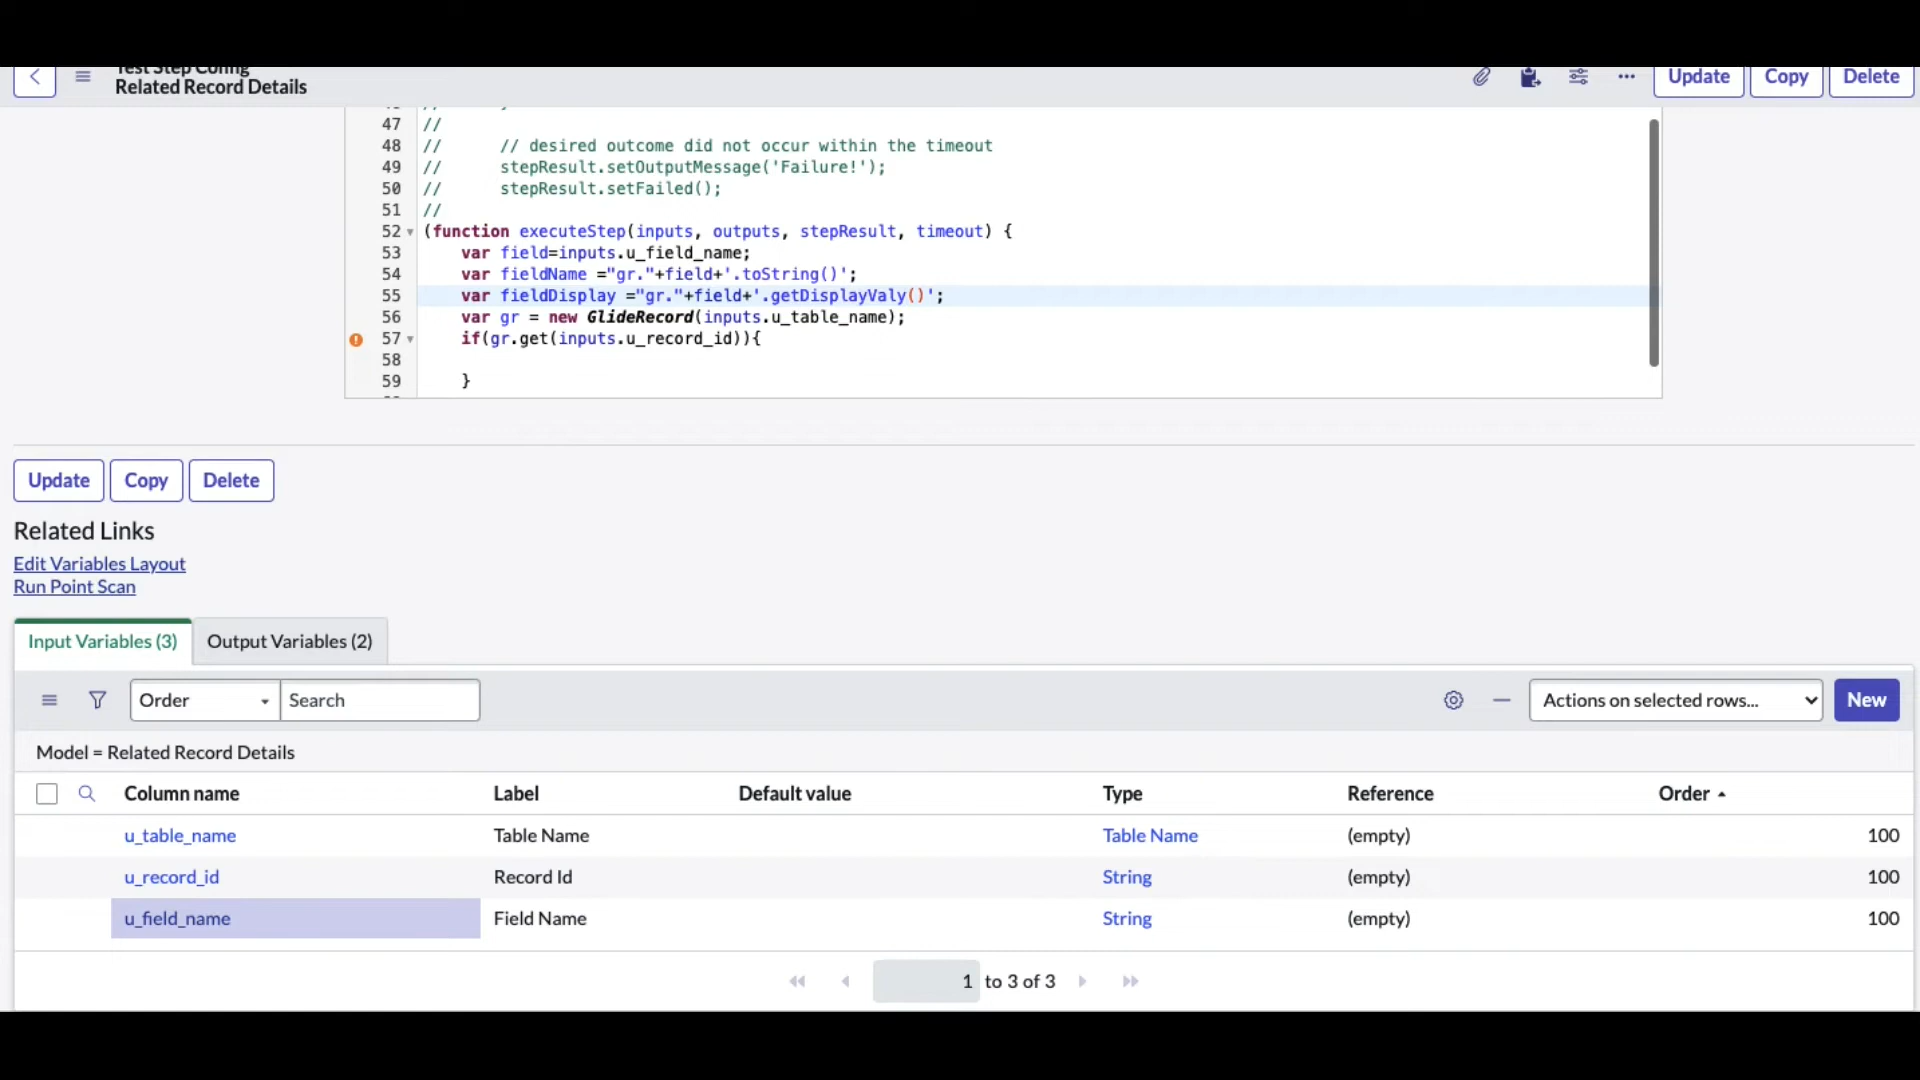 Test Step Config
Related Record Details
Update
Copy
Delete
47 //
48 // // desired outcome did not occur within the timeout
49 // stepResult.setOutputMessage('Failure!');
50 // stepResult.setFailed();
51 //
52 (function executeStep(inputs, outputs, stepResult, timeout) {
53 var field=inputs.u_field_name;
54 var fieldName ="gr."+field+'.toString()';
55 var fieldDisplay ="gr."+field+'.getDisplayValy()';
56 var gr = new GlideRecord(inputs.u_table_name);
57 if(gr.get(inputs.u_record_id)){
58
59 }
Update
Copy
Delete
Related Links
Edit Variables Layout
Run Point Scan
Input Variables (3)
Output Variables (2)
Order
Search
Actions on selected rows...
New
Model = Related Record Details
Column name Label Default value Type Reference Order
u_table_name Table Name Table Name (empty) 100
u_record_id Record Id String (empty) 100
u_field_name Field Name String (empty) 100
1 to 3 of 3